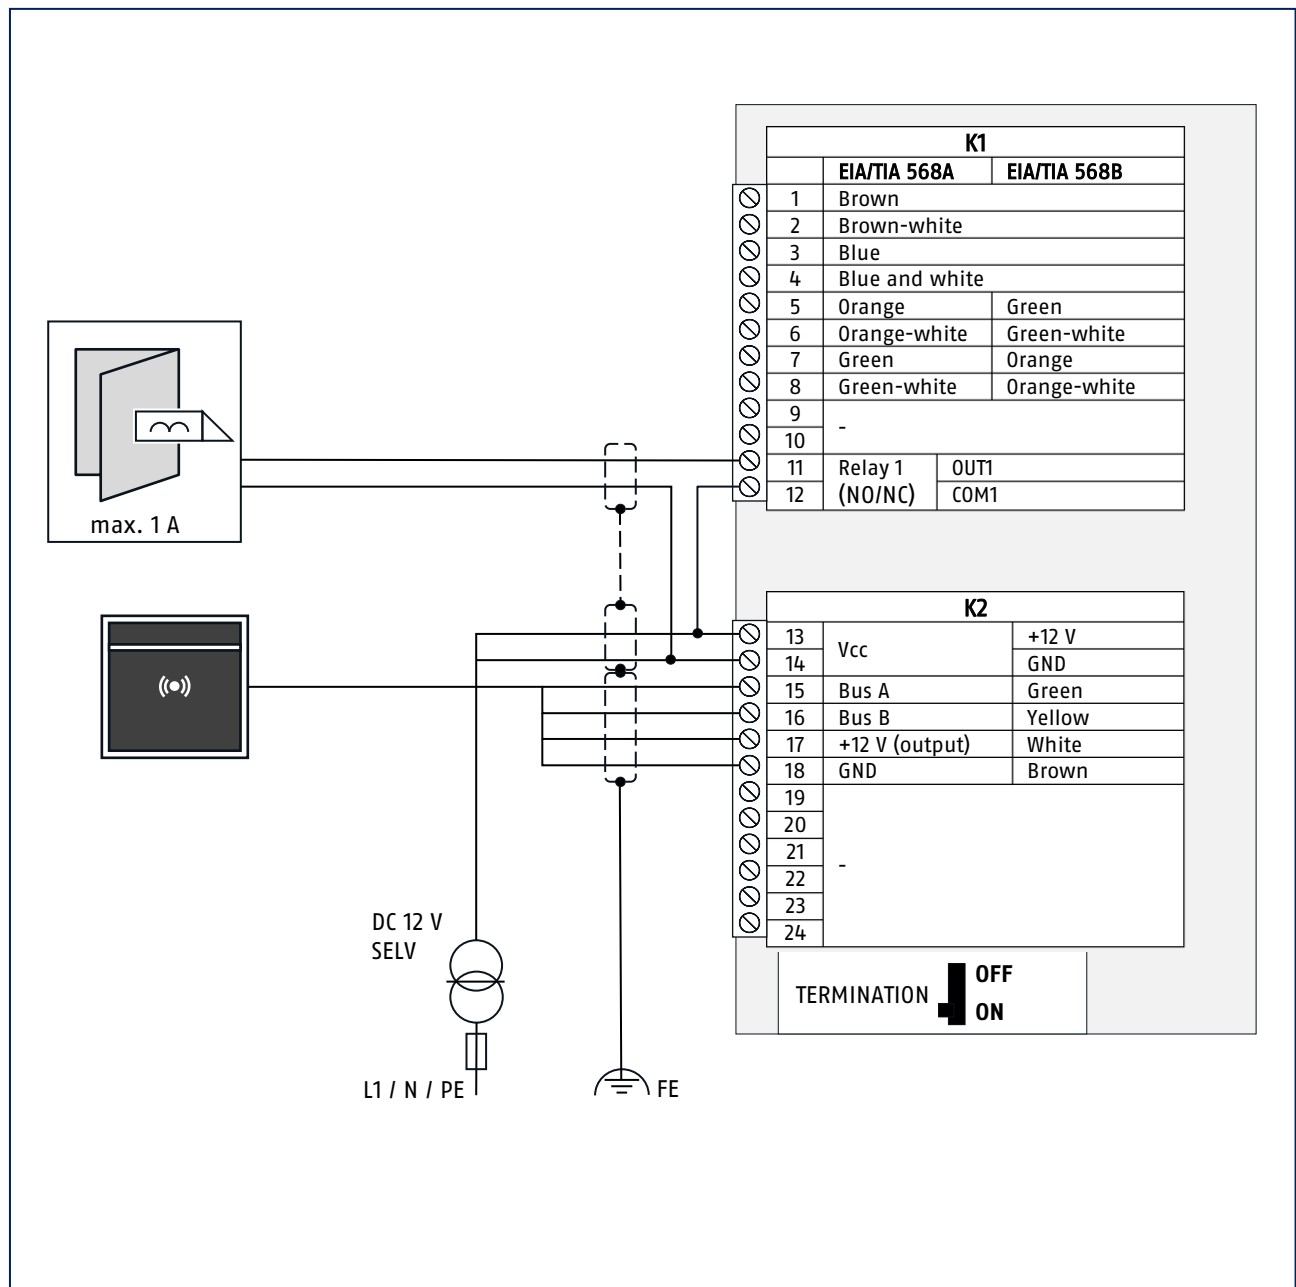 K1
EIA/TIA 568A EIA/TIA 568B
1 Brown
2 Brown-white
3 Blue
4 Blue and white
5 Orange Green
6 Orange-white Green-white
7 Green Orange
8 Green-white Orange-white
9
-
10
11 Relay 1 OUT1
12 (NO/NC) COM1
max. 1 A
K2
13 Vcc +12 V
14 GND
15 Bus A Green
16 Bus B Yellow
17 +12 V (output) White
18 GND Brown
19
20
21
-
22
23
24
DC 12 V
SELV
TERMINATION
OFF
ON
L1 / N / PE
FE